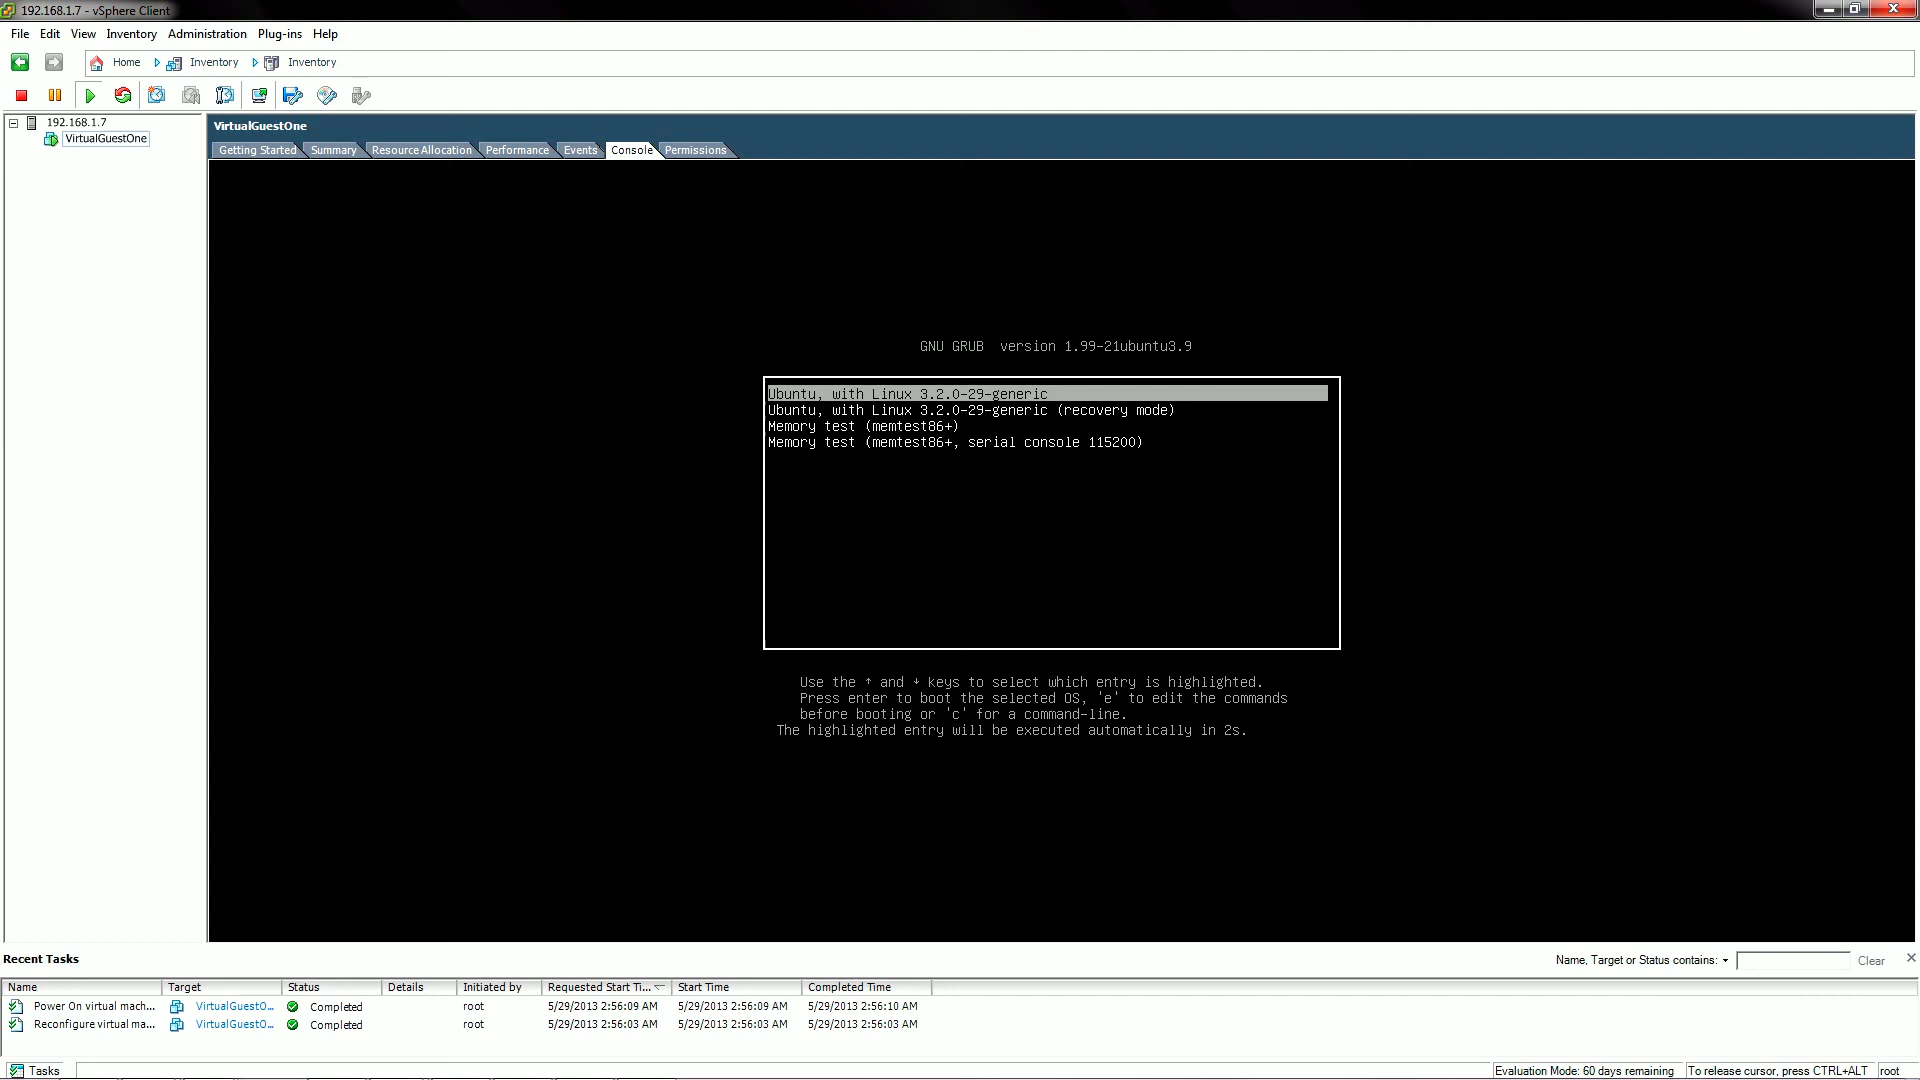 192.168.1.7 - vSphere Client
File Edit View Inventory Administration Plug-ins Help
Home Inventory Inventory
192.168.1.7
VirtualGuestOne
VirtualGuestOne
Getting Started Summary Resource Allocation Performance Events Console Permissions
GNU GRUB version 1.99-21ubuntu3.9
Ubuntu, with Linux 3.2.0-29-generic
Ubuntu, with Linux 3.2.0-29-generic (recovery mode)
Memory test (memtest86+)
Memory test (memtest86+, serial console 115200)
Use the ↑ and ↓ keys to select which entry is highlighted.
Press enter to boot the selected OS, 'e' to edit the commands
before booting or 'c' for a command-line.
The highlighted entry will be executed automatically in 2s.
Recent Tasks
Name, Target or Status contains: Clear
Name Target Status Details Initiated by Requested Start Ti... Start Time Completed Time
Power On virtual mach... VirtualGuestO... Completed root 5/29/2013 2:56:09 AM 5/29/2013 2:56:09 AM 5/29/2013 2:56:10 AM
Reconfigure virtual ma... VirtualGuestO... Completed root 5/29/2013 2:56:03 AM 5/29/2013 2:56:03 AM 5/29/2013 2:56:03 AM
Tasks
Evaluation Mode: 60 days remaining To release cursor, press CTRL+ALT root